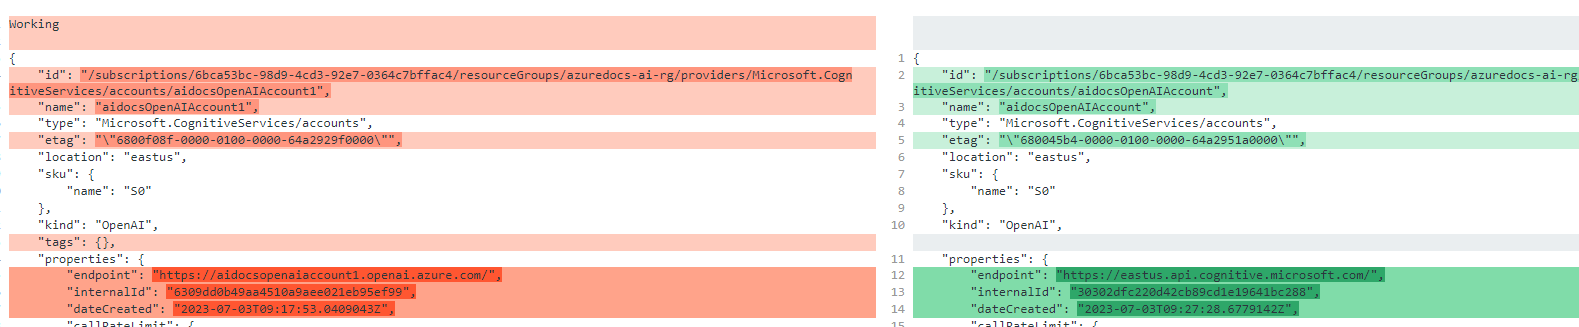 Working
{
"id": "/subscriptions/6bca53bc-98d9-4cd3-92e7-0364c7bffac4/resourceGroups/azuredocs-ai-rg/providers/Microsoft.Cogn
itiveServices/accounts/aidocsOpenAIAccount1",
"name": "aidocsOpenAIAccount1",
"type": "Microsoft.CognitiveServices/accounts",
"etag": "\"6800f08f-0000-0100-0000-64a2929f0000\"",
"location": "eastus",
"sku": {
"name": "S0"
},
"kind": "OpenAI",
"tags": {},
"properties": {
"endpoint": "https://aidocsopenaiaccount1.openai.azure.com/",
"internalId": "6309dd0b49aa4510a9aee021eb95ef99",
"dateCreated": "2023-07-03T09:17:53.0409043Z",
"callRateLimit": {
1 {
2 "id": "/subscriptions/6bca53bc-98d9-4cd3-92e7-0364c7bffac4/resourceGroups/azuredocs-ai-rg
itiveServices/accounts/aidocsOpenAIAccount",
3 "name": "aidocsOpenAIAccount",
4 "type": "Microsoft.CognitiveServices/accounts",
5 "etag": "\"680045b4-0000-0100-0000-64a2951a0000\"",
6 "location": "eastus",
7 "sku": {
8 "name": "S0"
9 },
10 "kind": "OpenAI",
11 "properties": {
12 "endpoint": "https://eastus.api.cognitive.microsoft.com/",
13 "internalId": "30302dfc220d42cb89cd1e19641bc288",
14 "dateCreated": "2023-07-03T09:27:28.6779142Z",
15 "callRateLimit": {